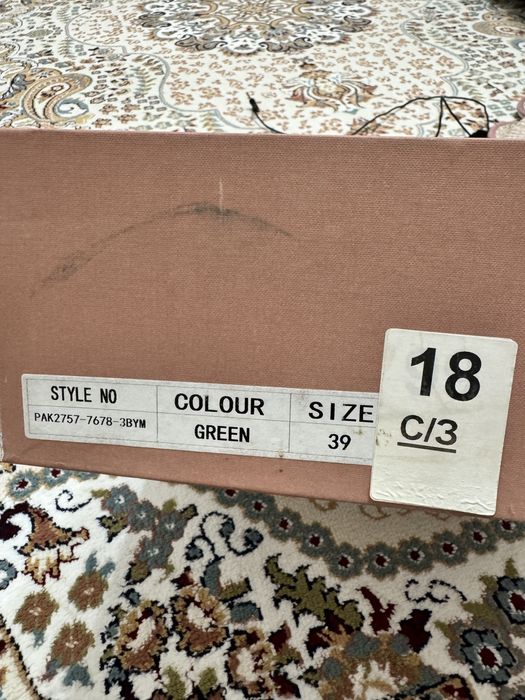 STYLE NO COLOUR SIZE
PAK2757-7678-3BYM GREEN 39
18
C/3